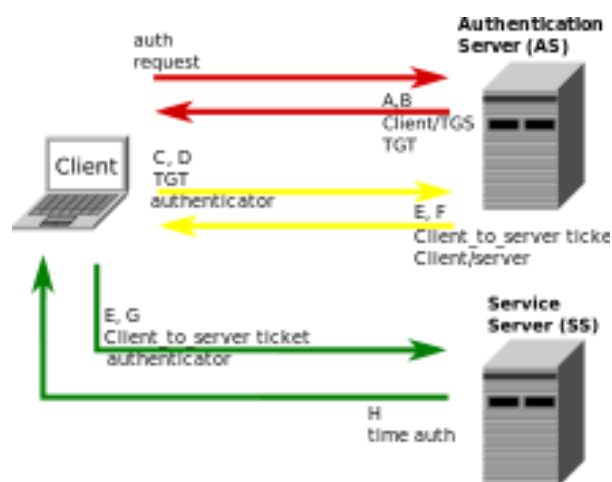 Authentication
Server (AS)
auth
request
A,B
Client/TGS
TGT
Client
C, D
TGT
authenticator
E, F
Client_to_server ticke
Client/server
Service
Server (SS)
E, G
Client_to_server ticket
authenticator
H
time auth